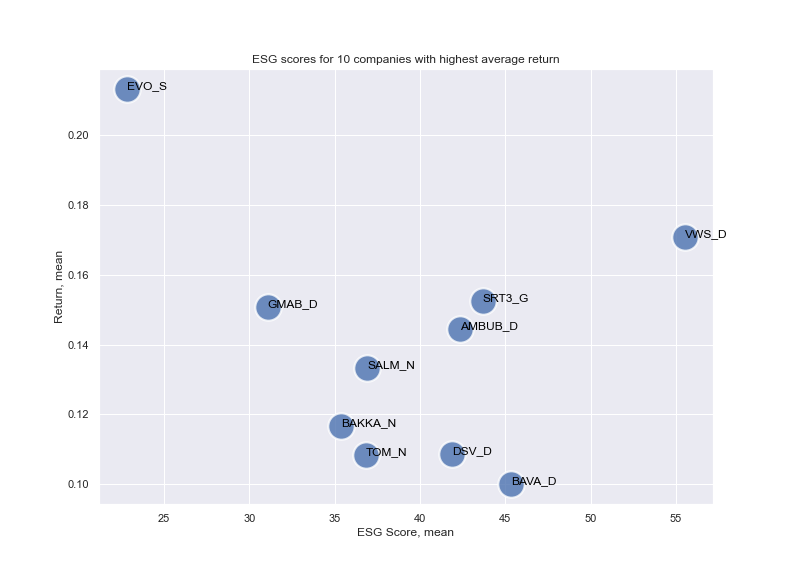 ESG scores for 10 companies with highest average return
EVO_S
0.20
0.18
VWS_D
0.16
SRT3_G
GMAB_D
AMBUB_D
0.14
SALM_N
BAKKA_N
0.12
TOM_N
DSV_D
BAVA_D
0.10
Return, mean
25 30 35 40 45 50 55
ESG Score, mean